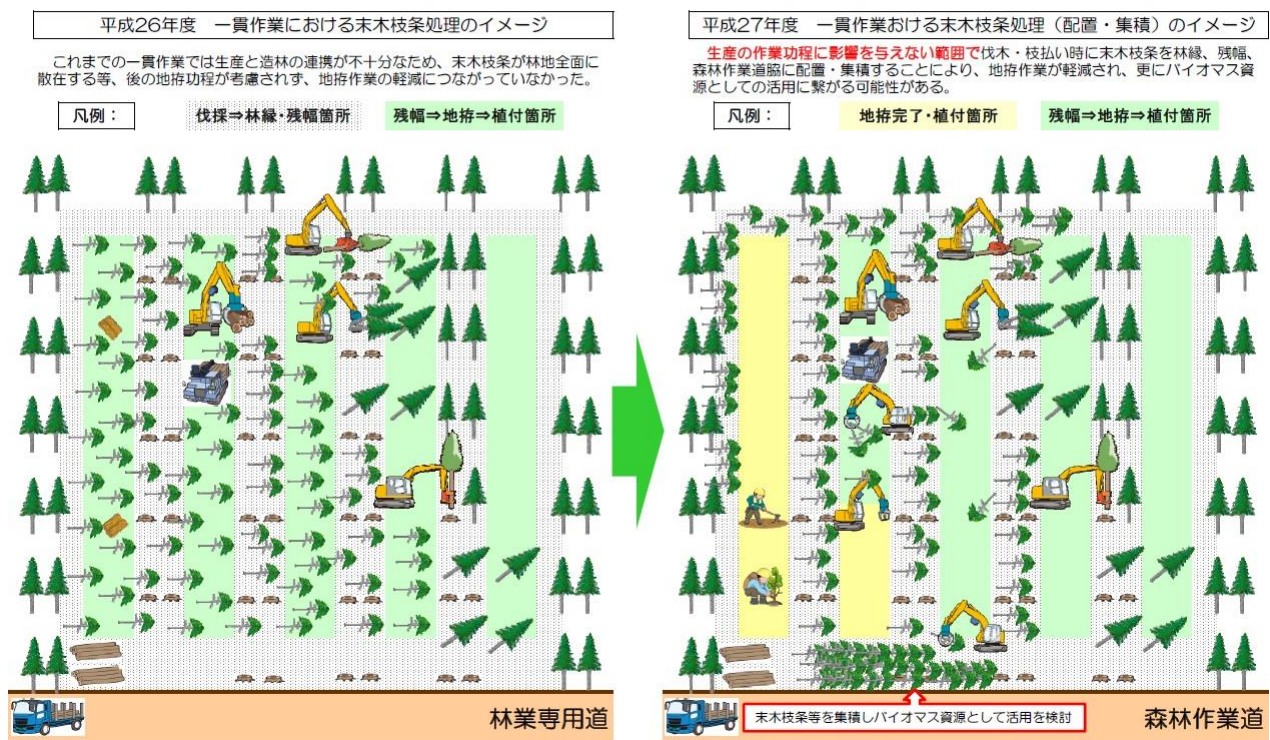 平成26年度　一貫作業における末木枝条処理のイメージ
これまでの一貫作業では生産と造林の連携が不十分なため、末木枝条が林地全面に
散在する等、後の地拵功程が考慮されず、地拵作業の軽減につながっていなかった。
凡例：
伐採⇒林縁・残幅箇所
残幅⇒地拵⇒植付箇所
林業専用道
平成27年度　一貫作業おける末木枝条処理（配置・集積）のイメージ
生産の作業功程に影響を与えない範囲で伐木・枝払い時に末木枝条を林縁、残幅、
森林作業道脇に配置・集積することにより、地拵作業が軽減され、更にバイオマス資
源としての活用に繋がる可能性がある。
凡例：
地拵完了・植付箇所
残幅⇒地拵⇒植付箇所
末木枝条等を集積しバイオマス資源として活用を検討
森林作業道